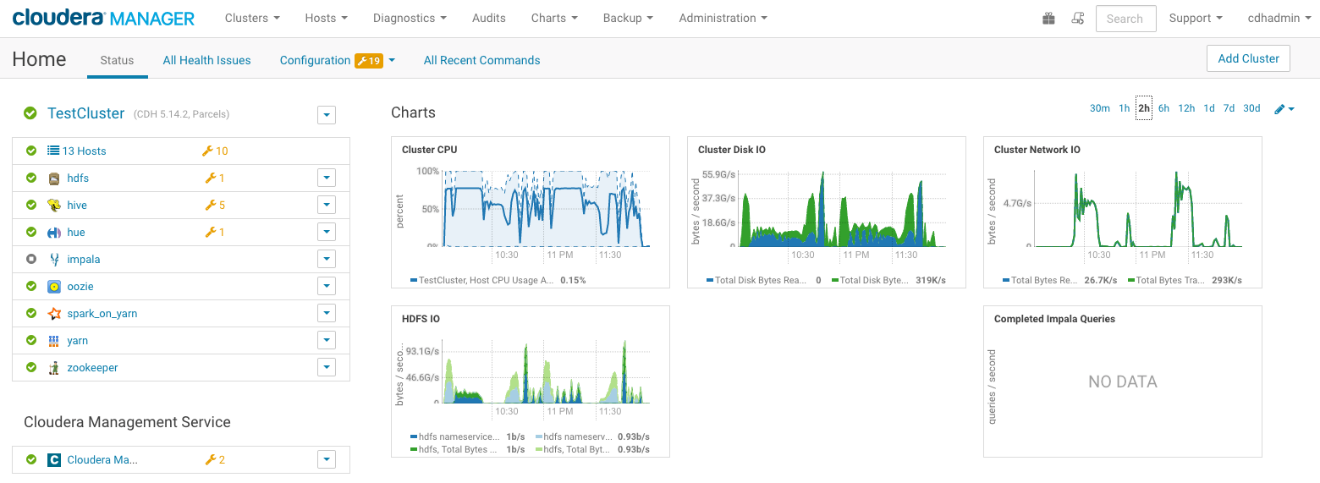 cloudera MANAGER Clusters Hosts Diagnostics Audits Charts Backup Administration Search Support cdhadmin
Home Status All Health Issues Configuration 19 All Recent Commands Add Cluster
TestCluster (CDH 5.14.2, Parcels)
13 Hosts 10
hdfs 1
hive 5
hue 1
impala
oozie
spark_on_yarn
yarn
zookeeper
Cloudera Management Service
C Cloudera Ma... 2
Charts 30m 1h 2h 6h 12h 1d 7d 30d
Cluster CPU
percent
100%
50%
0%
10:30 11 PM 11:30
TestCluster, Host CPU Usage A... 0.15%
Cluster Disk IO
bytes / second
55.9G/s
37.3G/s
18.6G/s
0
10:30 11 PM 11:30
Total Disk Bytes Rea... 0 Total Disk Byte... 319K/s
Cluster Network IO
bytes / second
4.7G/s
0
10:30 11 PM 11:30
Total Bytes Re... 26.7K/s Total Bytes Tra... 293K/s
HDFS IO
bytes / seco...
93.1G/s
46.6G/s
0
10:30 11 PM 11:30
hdfs nameservice... 1b/s hdfs nameserv... 0.93b/s
hdfs, Total Bytes ... 1b/s hdfs, Total Byt... 0.93b/s
Completed Impala Queries
queries / second
NO DATA